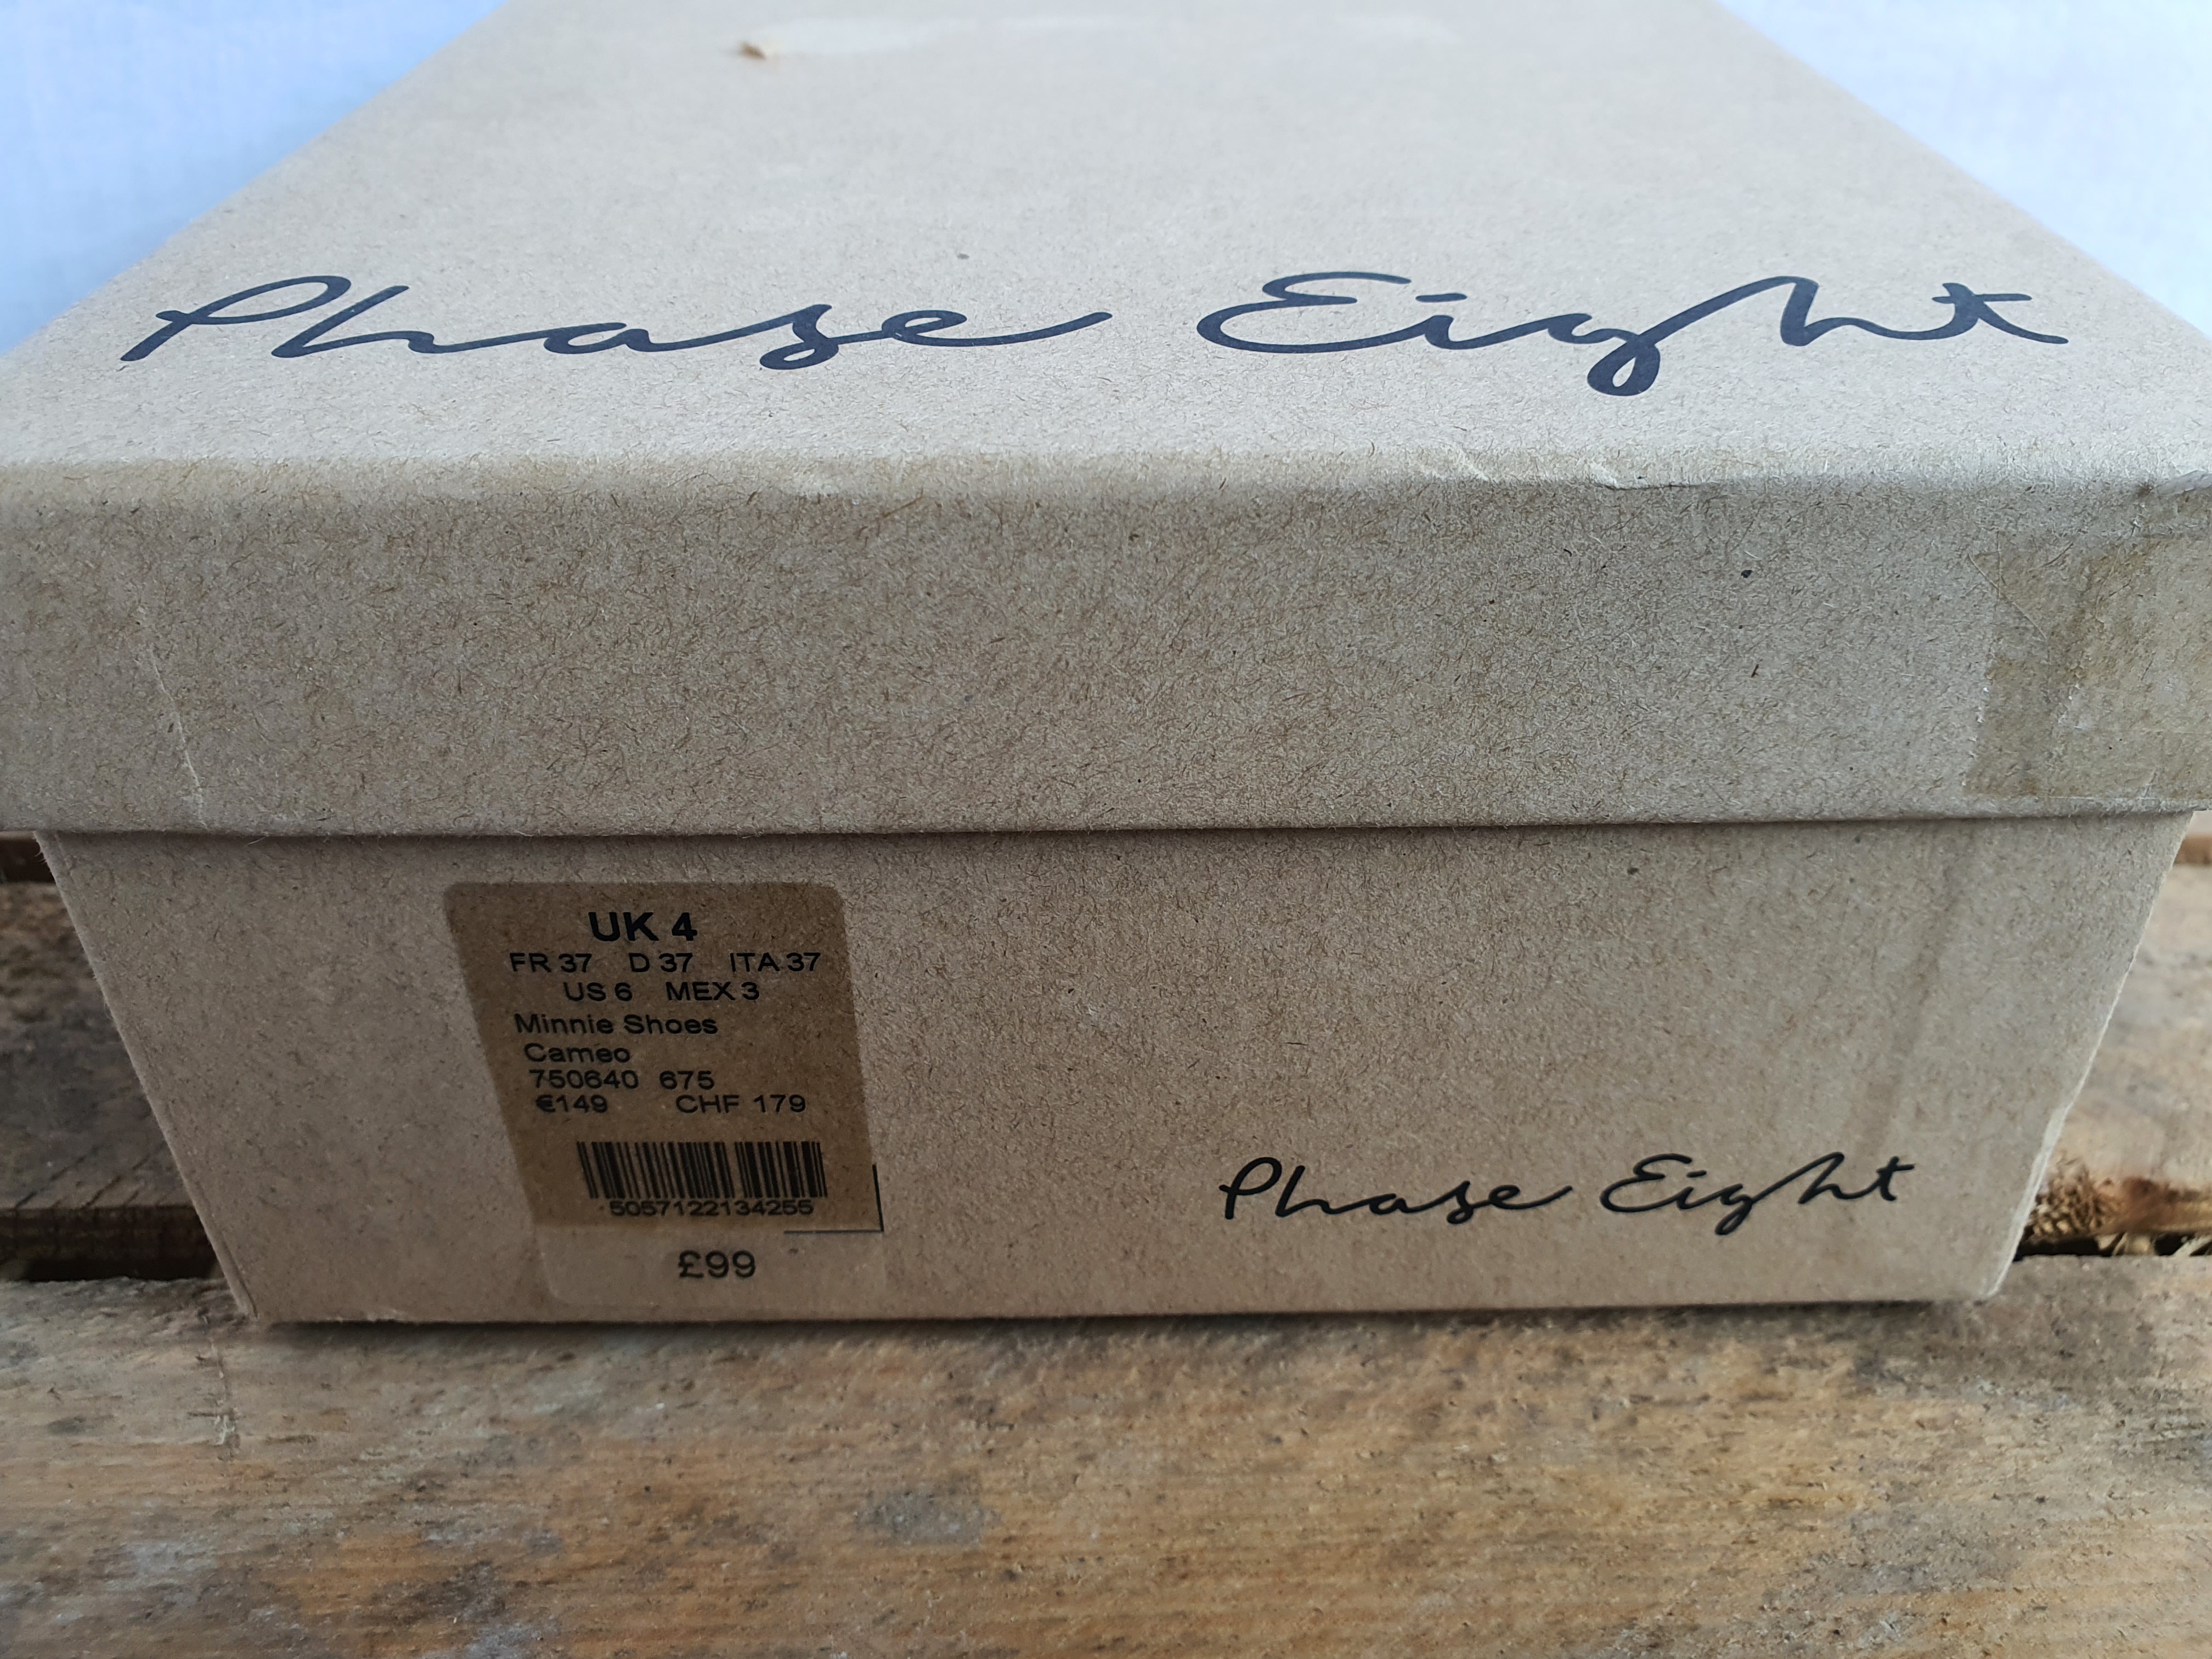 Phase Eight
UK 4
FR 37 D 37 ITA 37
US 6 MEX 3
Minnie Shoes
Cameo
750640 675
€149 CHF 179
5057122134255
£99
Phase Eight